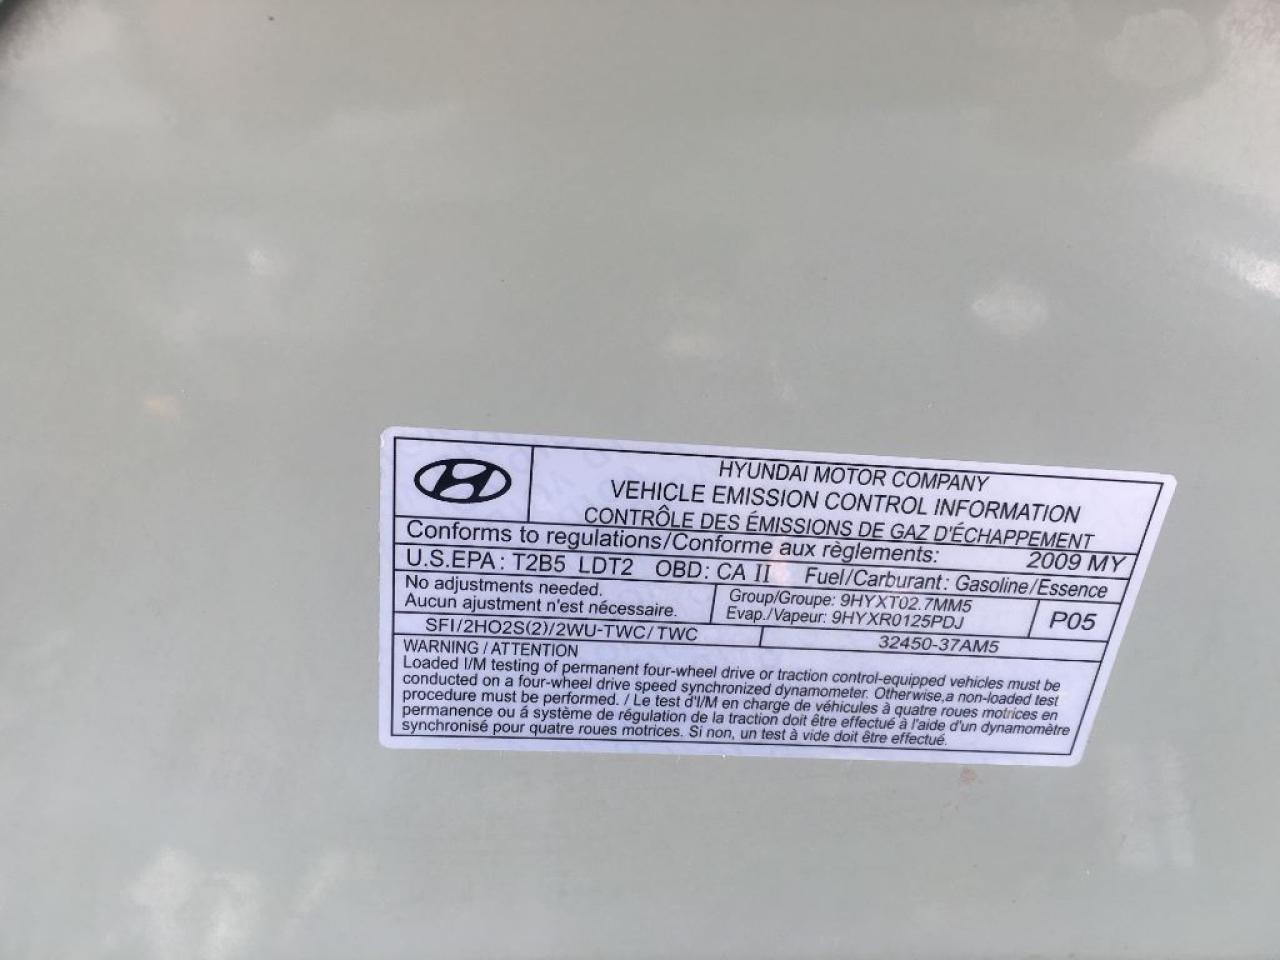 HYUNDAI MOTOR COMPANY
VEHICLE EMISSION CONTROL INFORMATION
CONTRÔLE DES ÉMISSIONS DE GAZ D'ÉCHAPPEMENT
Conforms to regulations/Conforme aux règlements: 2009 MY
U.S.EPA: T2B5 LDT2 OBD: CA II Fuel/Carburant: Gasoline/Essence
No adjustments needed.
Aucun ajustment n'est nécessaire.
Group/Groupe: 9HYXT02.7MM5
Evap./Vapeur: 9HYXR0125PDJ
P05
SFI/2HO2S(2)/2WU-TWC/TWC
32450-37AM5
WARNING/ATTENTION
Loaded I/M testing of permanent four-wheel drive or traction control-equipped vehicles must be
conducted on a four-wheel drive speed synchronized dynamometer. Otherwise,a non-loaded test
procedure must be performed. / Le test d'I/M en charge de véhicules à quatre roues motrices en
permanence ou á système de régulation de la traction doit être effectué à l'aide d'un dynamomètre
synchronisé pour quatre roues motrices. Si non, un test à vide doit être effectué.